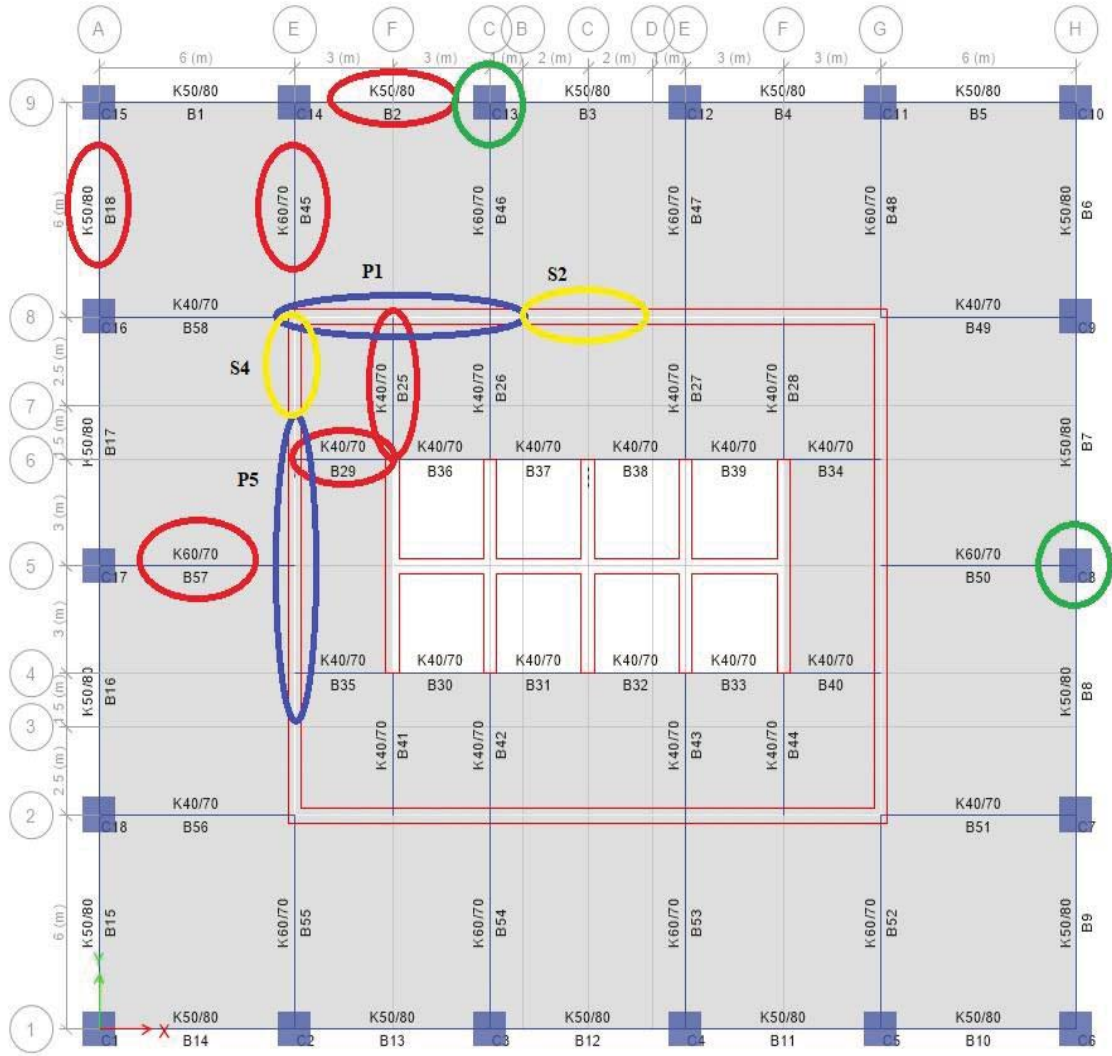 A E F C B C D E F G H
6 (m) 3 (m) 3 (m) 1 (m) 2 (m) 2 (m) 1 (m) 3 (m) 3 (m) 6 (m)
9
K50/80 K50/80 K50/80 K50/80 K50/80
C15 B1 C14 B2 C13 B3 C12 B4 C11 B5 C10
6 (m)
K50/80 B18 K60/70 B45 K60/70 B46 K60/70 B47 K60/70 B48 K50/80 B6
P1 S2
8
K40/70 K40/70
C16 B58 B49 C9
S4
2.5 (m)
K40/70 B25 K40/70 B26 K40/70 B27 K40/70 B28
7
1.5 (m)
K50/80 B17 K50/80 B7
6
K40/70 K40/70 K40/70 K40/70 K40/70 K40/70
B29 B36 B37 B38 B39 B34
P5
3 (m)
5
K60/70 K60/70
C17 B57 B50 C8
3 (m)
4
K40/70 K40/70 K40/70 K40/70 K40/70 K40/70
B35 B30 B31 B32 B33 B40
K50/80 B16 K50/80 B8
1.5 (m)
3
K40/70 B41 K40/70 B42 K40/70 B43 K40/70 B44
2.5 (m)
2
K40/70 K40/70
C18 B56 B51 C7
6 (m)
K50/80 B15 K60/70 B55 K60/70 B54 K60/70 B53 K60/70 B52 K50/80 B9
Y
1
X
K50/80 K50/80 K50/80 K50/80 K50/80
C1 B14 C2 B13 C3 B12 C4 B11 C5 B10 C6